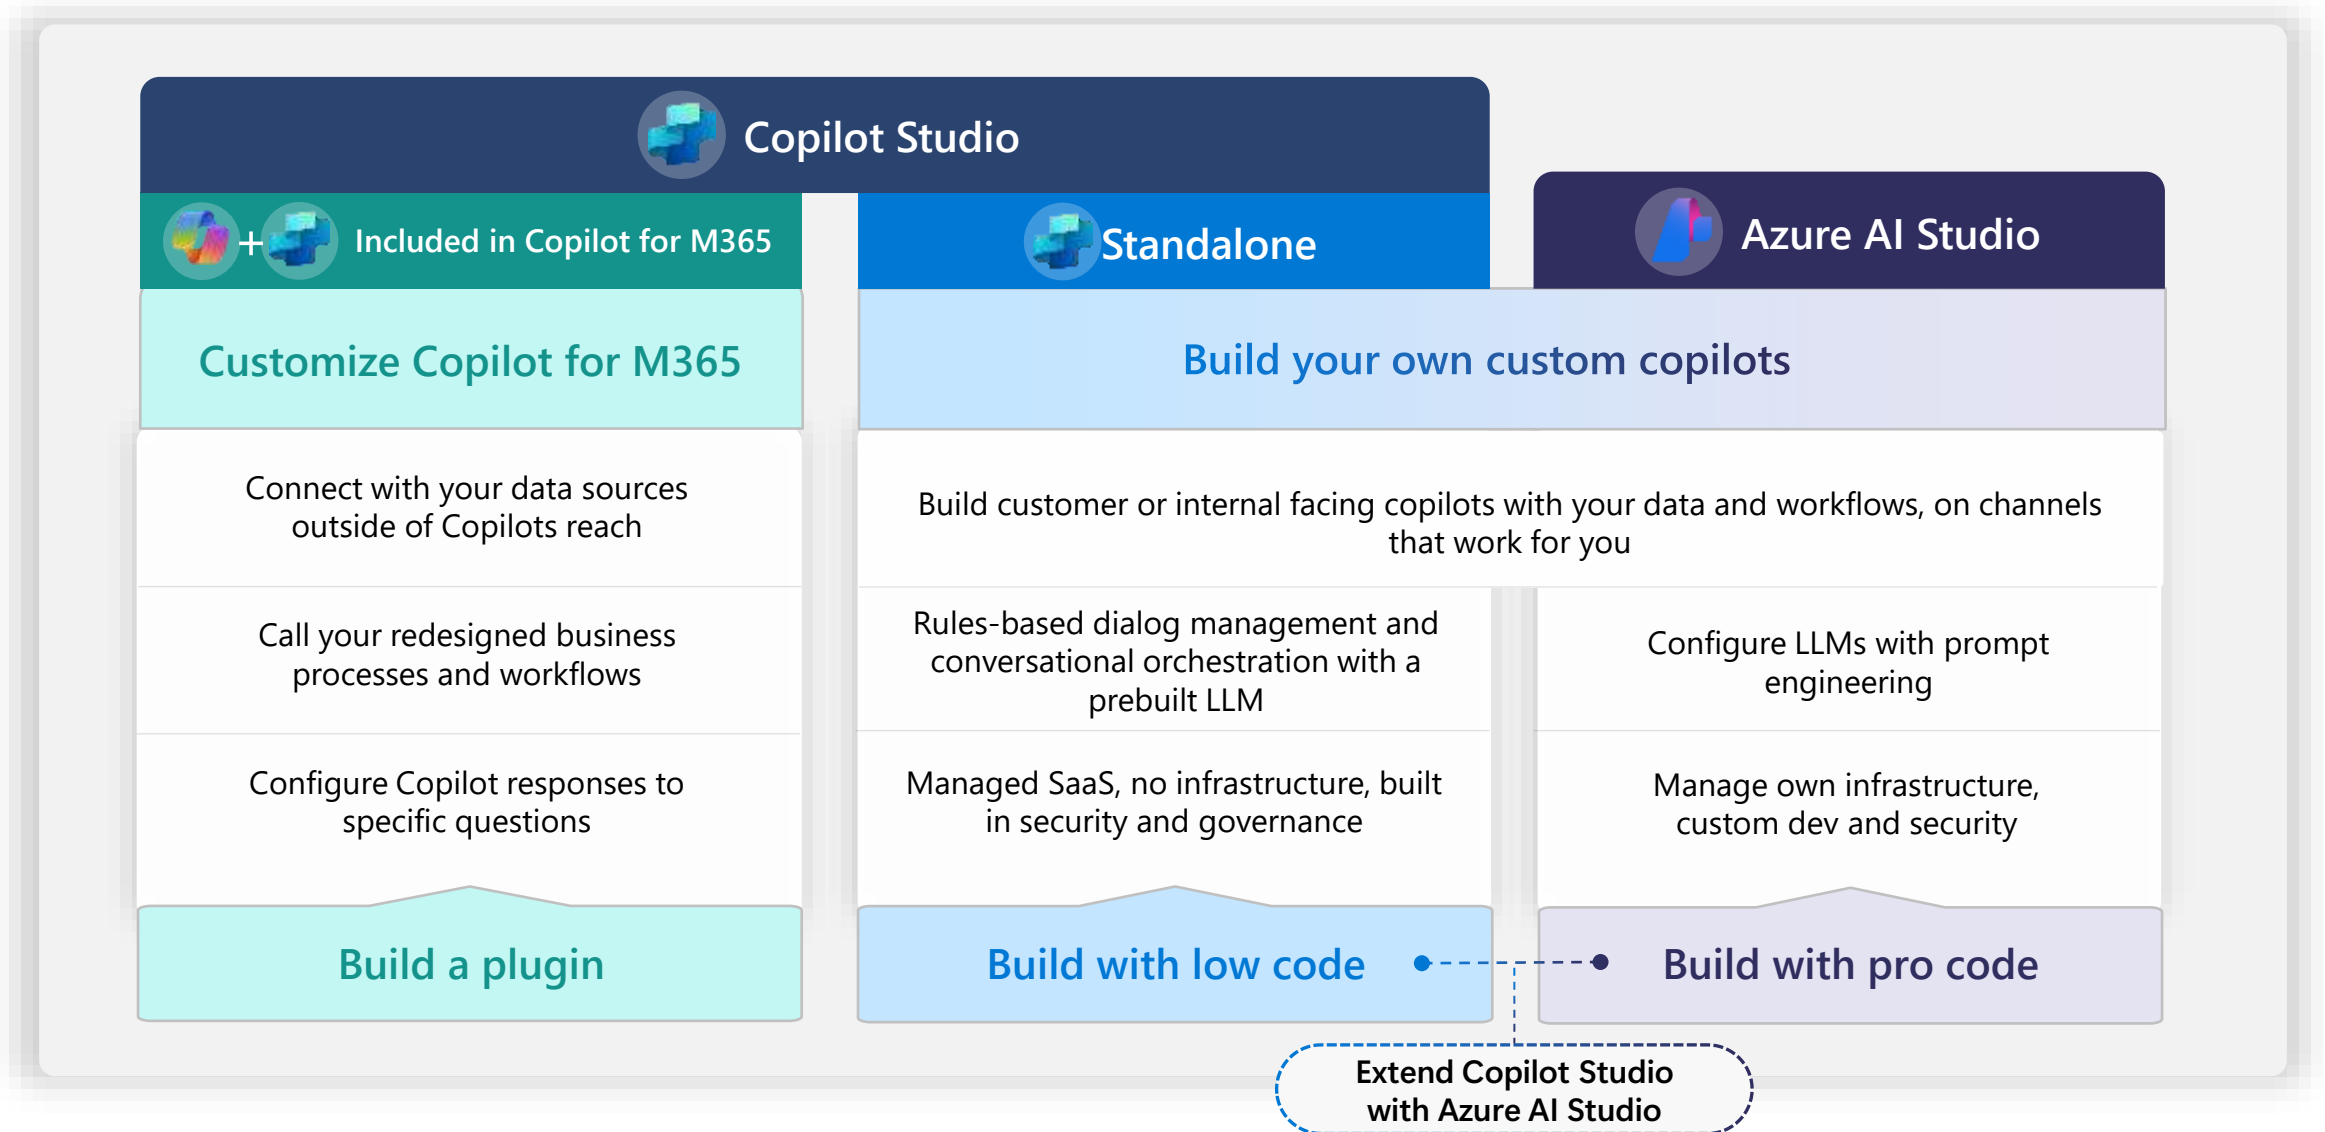 Copilot Studio
+
Included in Copilot for M365
Standalone
Azure AI Studio
Customize Copilot for M365
Build your own custom copilots
Connect with your data sources
outside of Copilots reach
Build customer or internal facing copilots with your data and workflows, on channels
that work for you
Call your redesigned business
processes and workflows
Rules-based dialog management and
conversational orchestration with a
prebuilt LLM
Configure LLMs with prompt
engineering
Configure Copilot responses to
specific questions
Managed SaaS, no infrastructure, built
in security and governance
Manage own infrastructure,
custom dev and security
Build a plugin
Build with low code
Build with pro code
Extend Copilot Studio
with Azure AI Studio